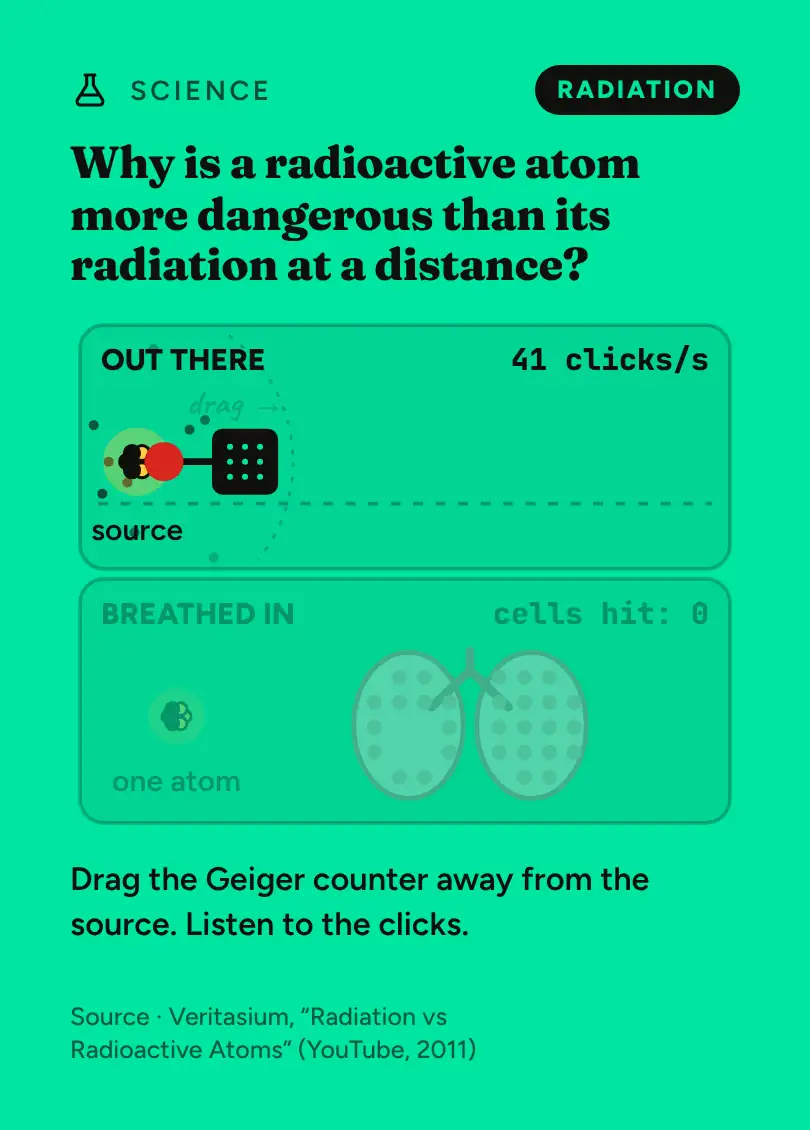 SCIENCE
RADIATION
Why is a radioactive atom
more dangerous than its
radiation at a distance?
OUT THERE
41 clicks/s
drag →
source
BREATHED IN
cells hit: 0
one atom
Drag the Geiger counter away from the
source. Listen to the clicks.
Source · Veritasium, “Radiation vs
Radioactive Atoms” (YouTube, 2011)